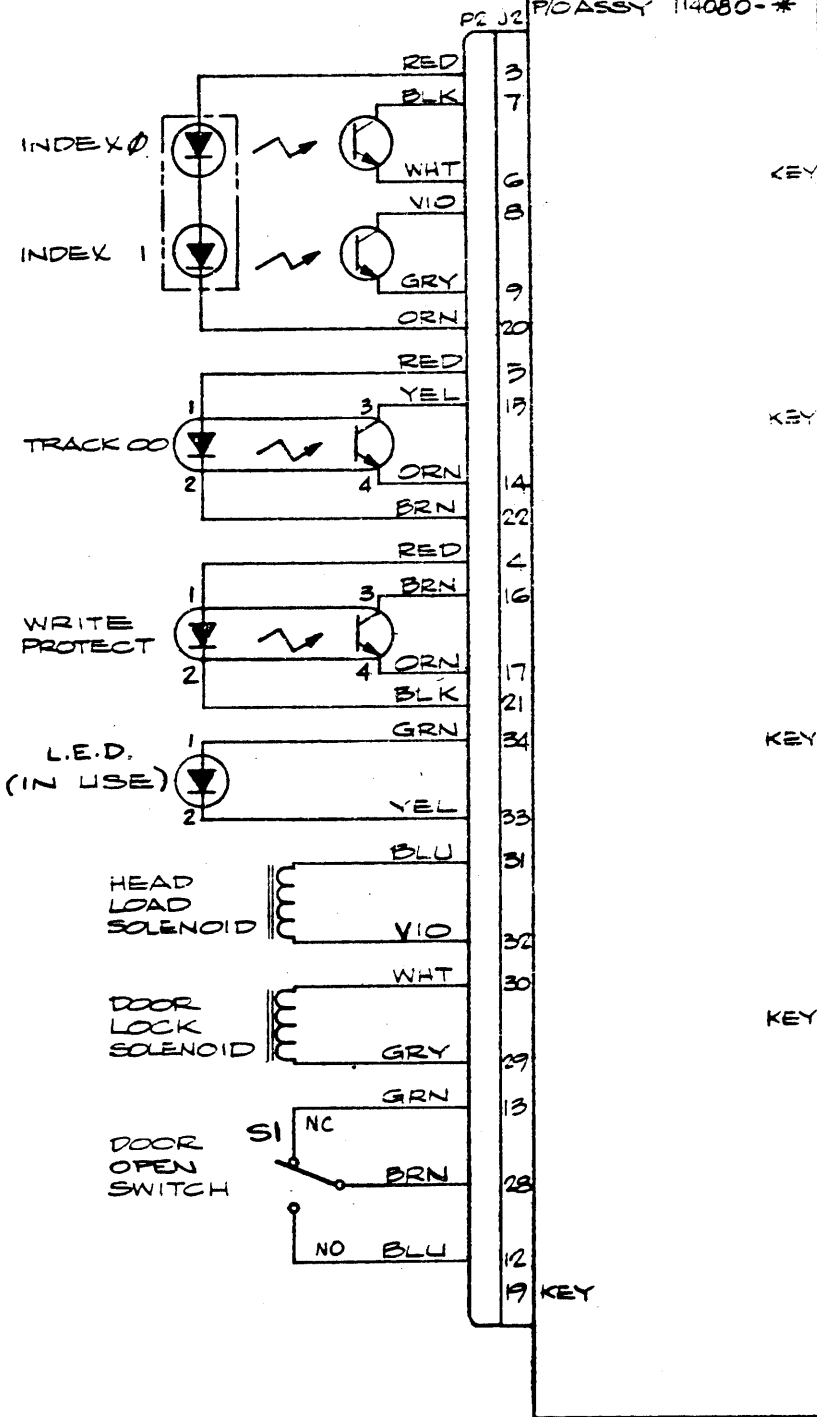 P2 J2 P/O ASSY 114080-*
RED 3
BLK 7
INDEX Ø
WHT 6
KEY
VIO 8
INDEX 1
GRY 9
ORN 20
RED 5
YEL 15
1 3
KEY
TRACK 00
ORN 14
2 4
BRN 22
RED 4
BRN 16
1 3
WRITE
PROTECT
ORN 17
2 4
BLK 21
GRN 34
KEY
1
L.E.D.
(IN USE)
2
YEL 33
BLU 31
HEAD
LOAD
SOLENOID
VIO 32
WHT 30
DOOR
LOCK
SOLENOID
KEY
GRY 29
GRN 13
S1 NC
DOOR
OPEN
SWITCH
BRN 28
NO BLU 12
19 KEY